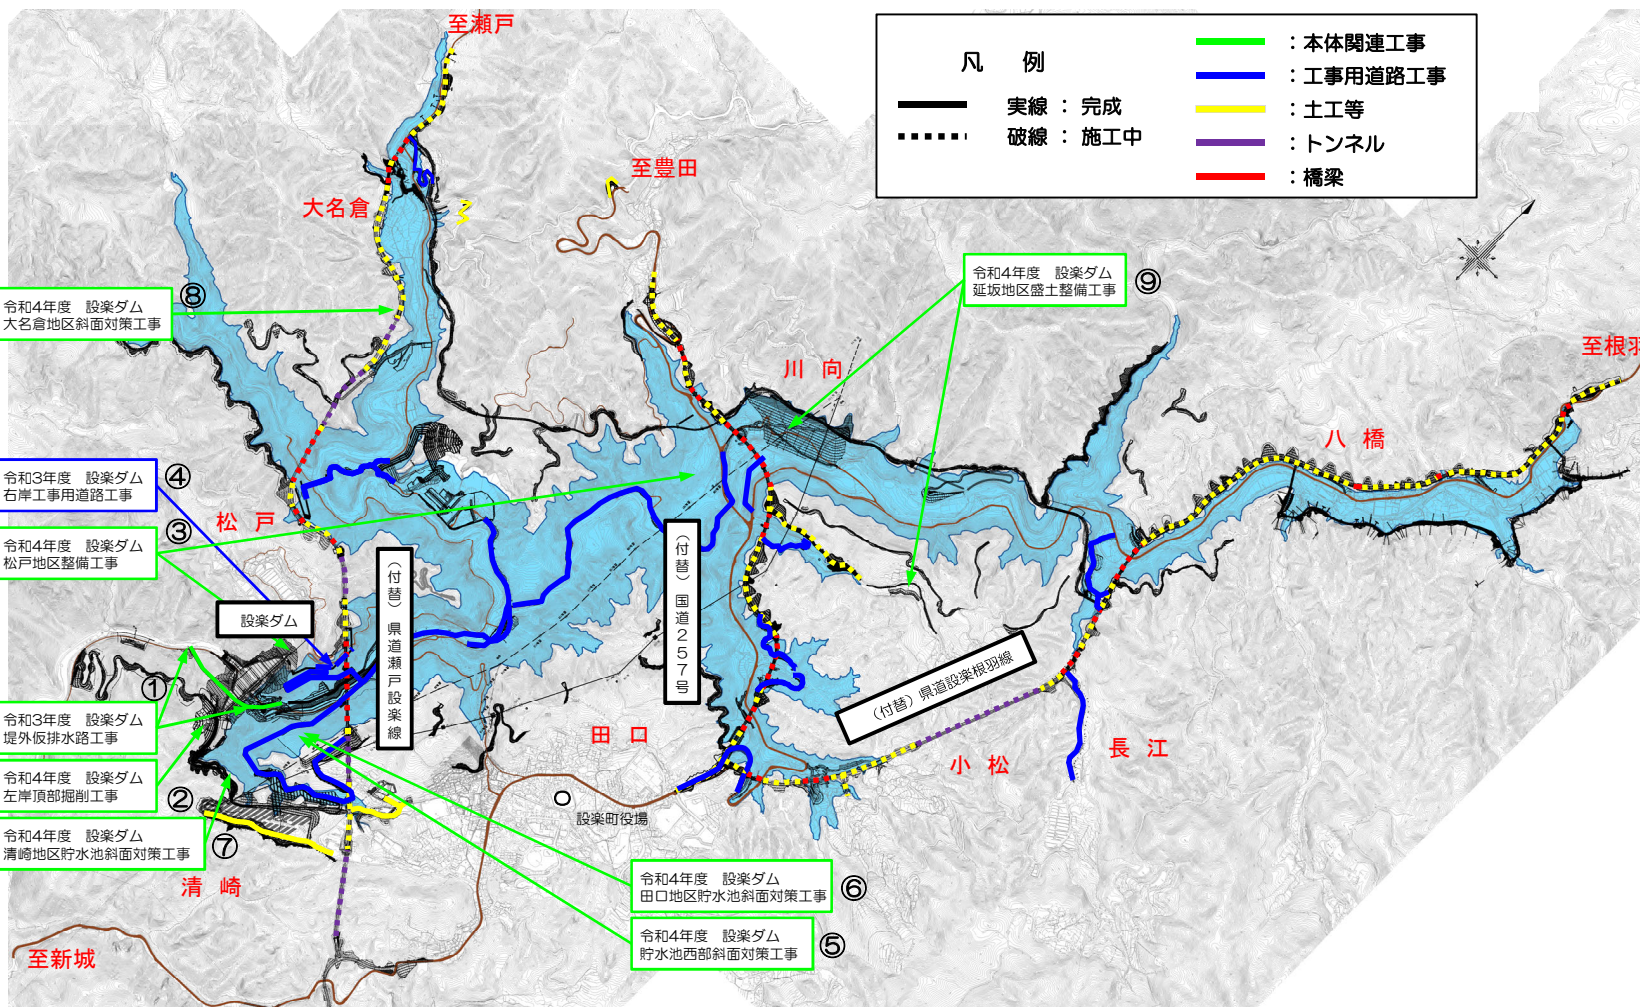 至瀬戸
凡 例
実線 : 完成
破線 : 施工中
:本体関連工事
:工事用道路工事
:土工等
:トンネル
:橋梁
至豊田
大名倉
令和4年度 設楽ダム
大名倉地区斜面対策工事
⑧
令和4年度 設楽ダム
延坂地区盛土整備工事
⑨
川向
至根羽
八橋
令和3年度 設楽ダム
右岸工事用道路工事
④
松戸
令和4年度 設楽ダム
松戸地区整備工事
③
(付替)県道瀬戸設楽線
(付替)国道257号
設楽ダム
(付替)県道設楽根羽線
①
令和3年度 設楽ダム
堤外仮排水路工事
田口
小松
長江
令和4年度 設楽ダム
左岸頂部掘削工事
②
設楽町役場
令和4年度 設楽ダム
清崎地区貯水池斜面対策工事
⑦
清崎
令和4年度 設楽ダム
田口地区貯水池斜面対策工事
⑥
令和4年度 設楽ダム
貯水池西部斜面対策工事
⑤
至新城